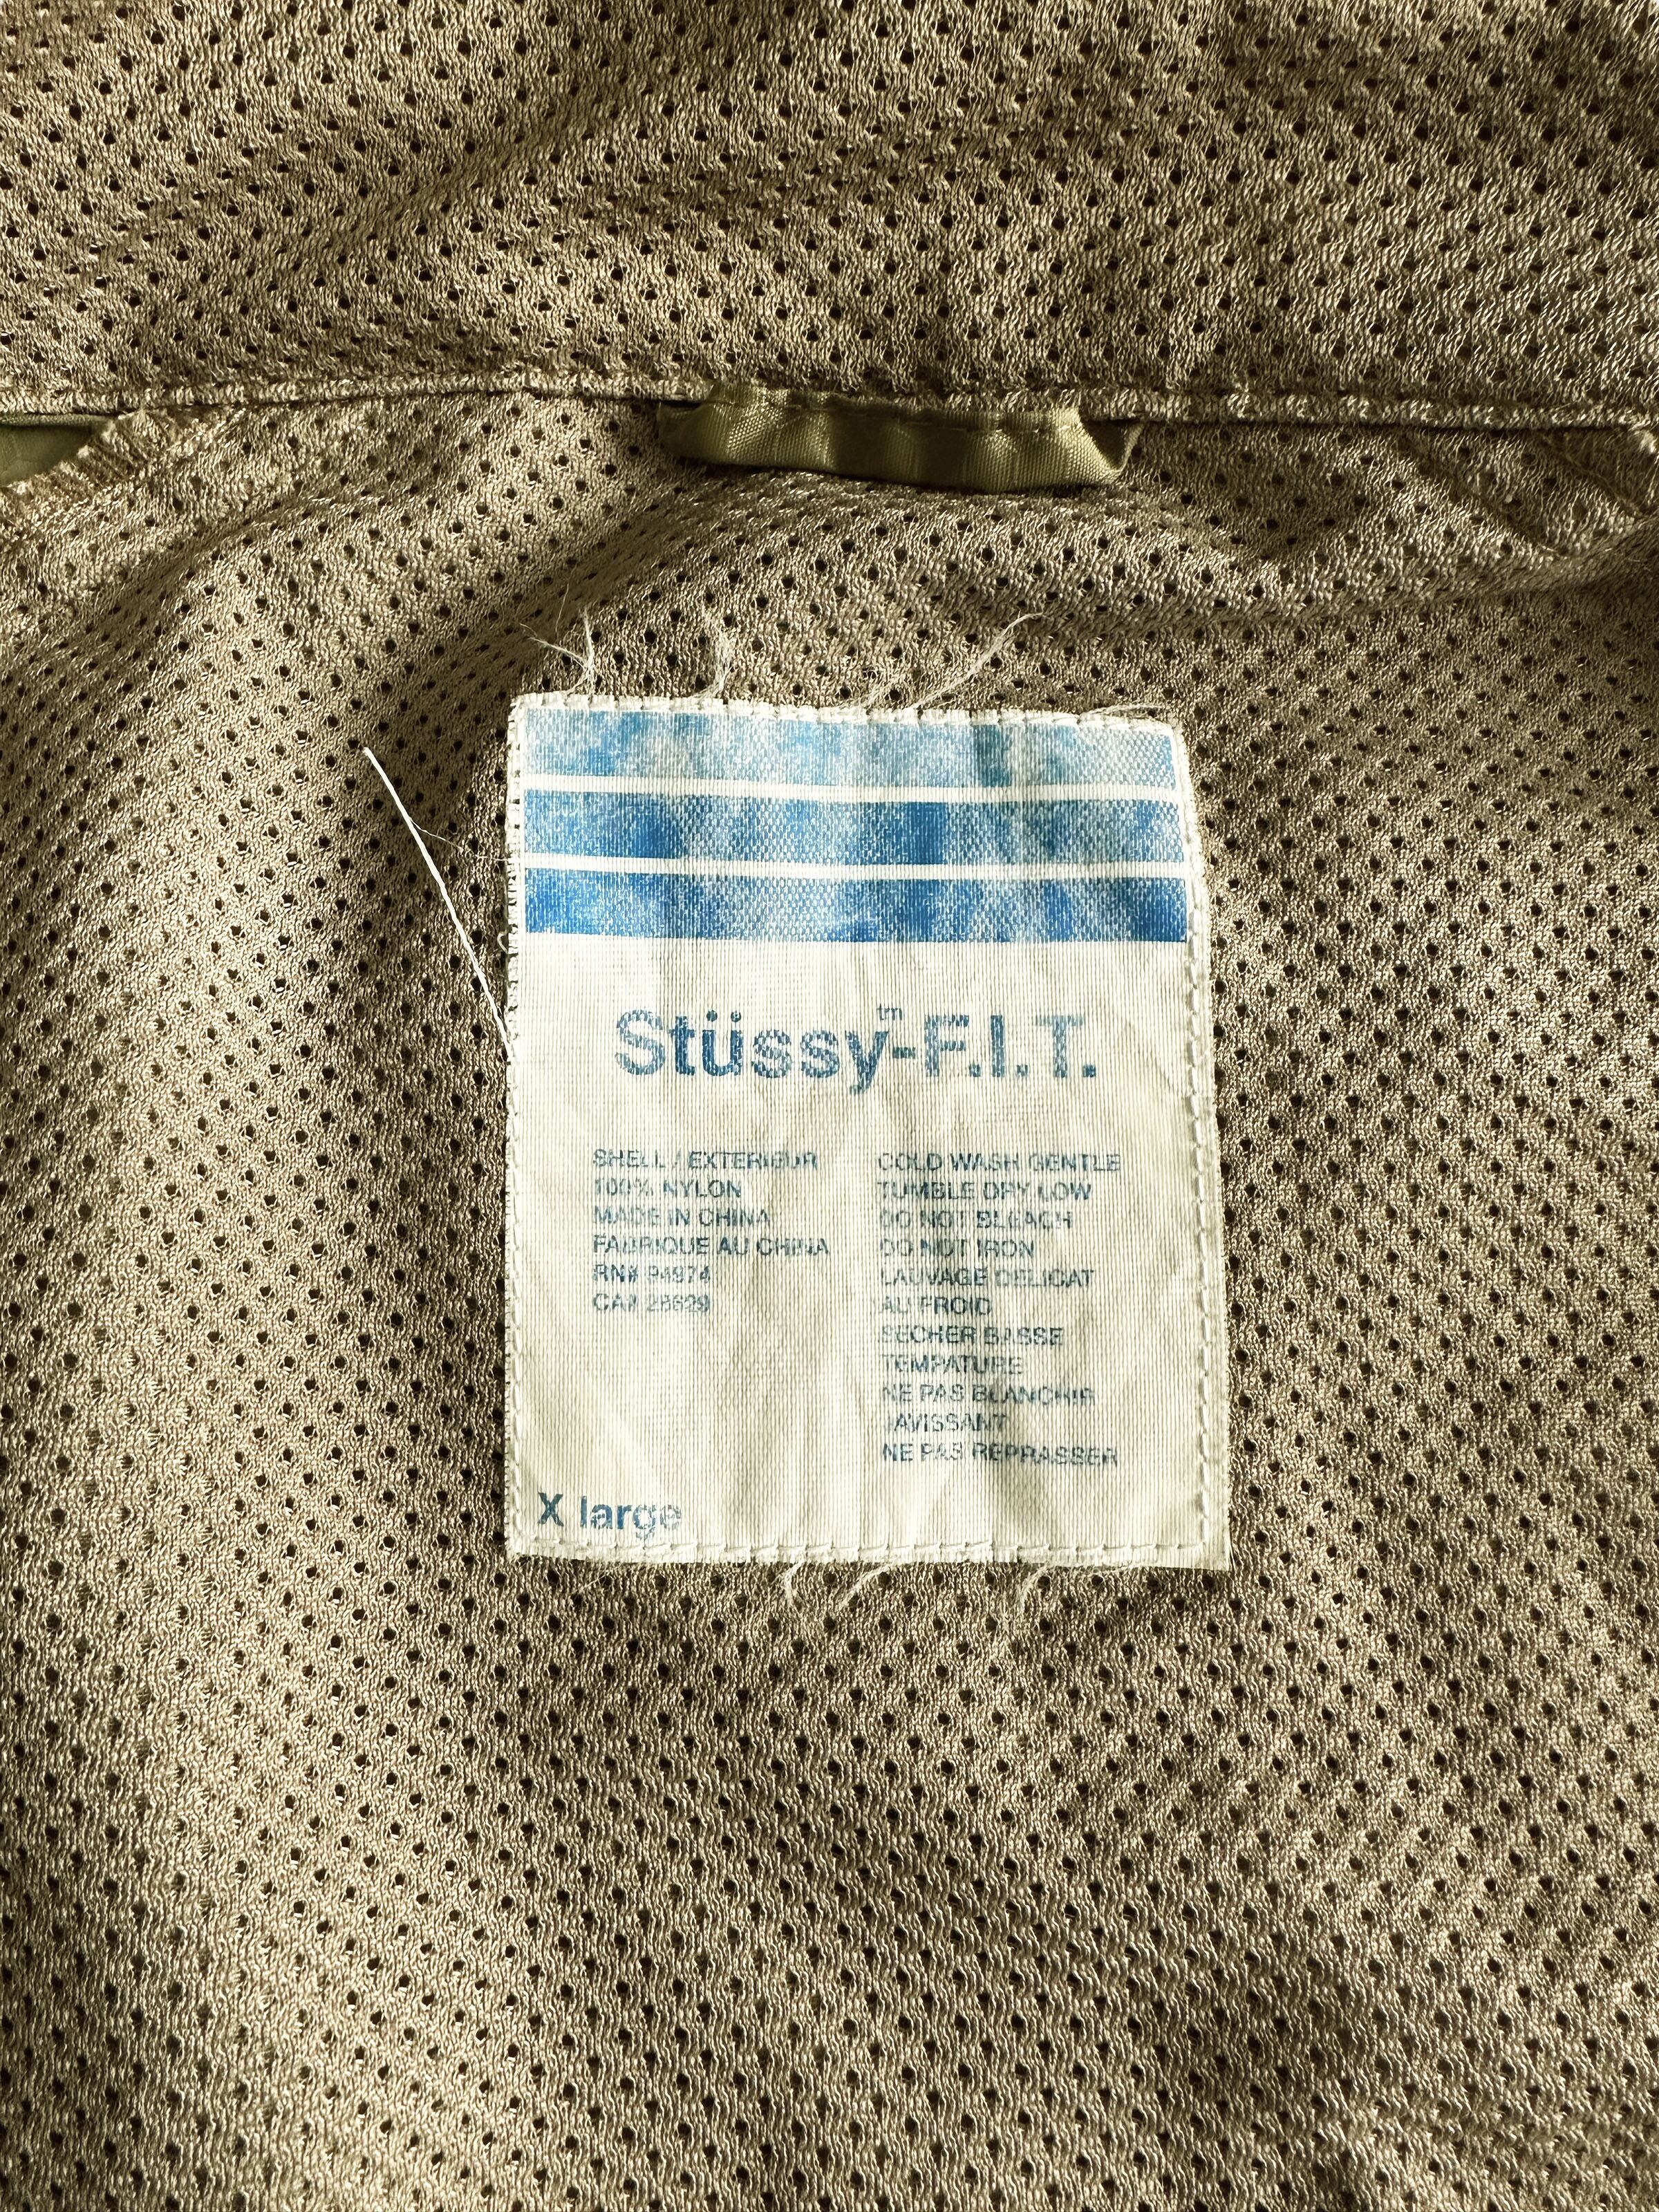 Stüssy™-F.I.T.
SHELL / EXTERIEUR
100% NYLON
MADE IN CHINA
FABRIQUE AU CHINA
RN# 94974
CA# 28629
COLD WASH GENTLE
TUMBLE DRY LOW
DO NOT BLEACH
DO NOT IRON
LAUVAGE DELICAT
AU FROID
SECHER BASSE
TEMPATURE
NE PAS BLANCHIR
JAVISSANT
NE PAS REPRASSER
X large